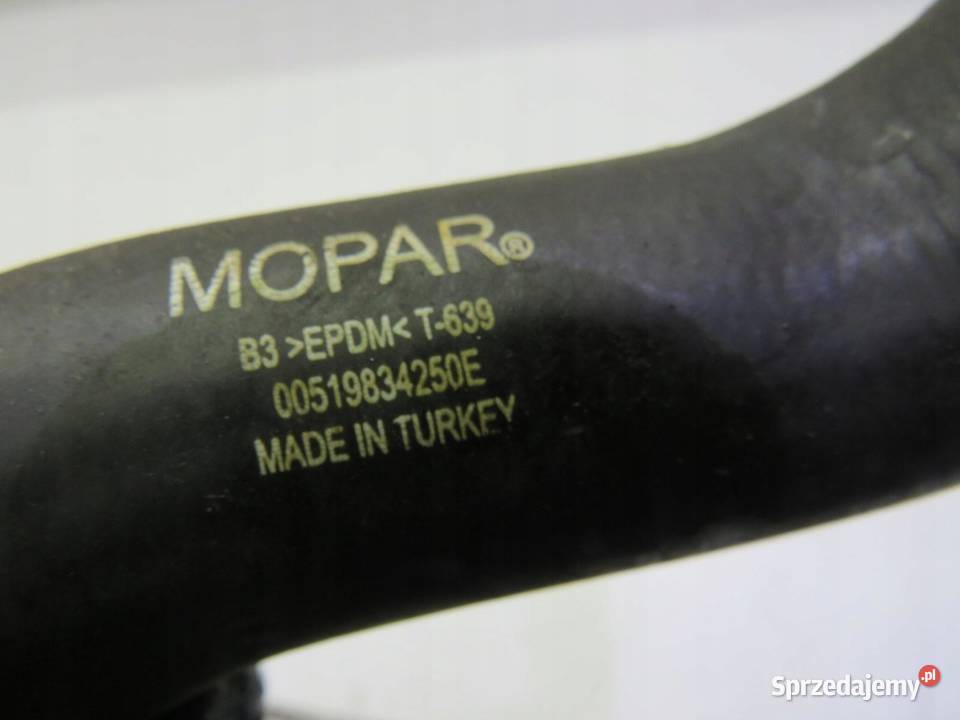 MOPAR®
B3 >EPDM< T-639
00519834250E
MADE IN TURKEY
Sprzedajemy.pl